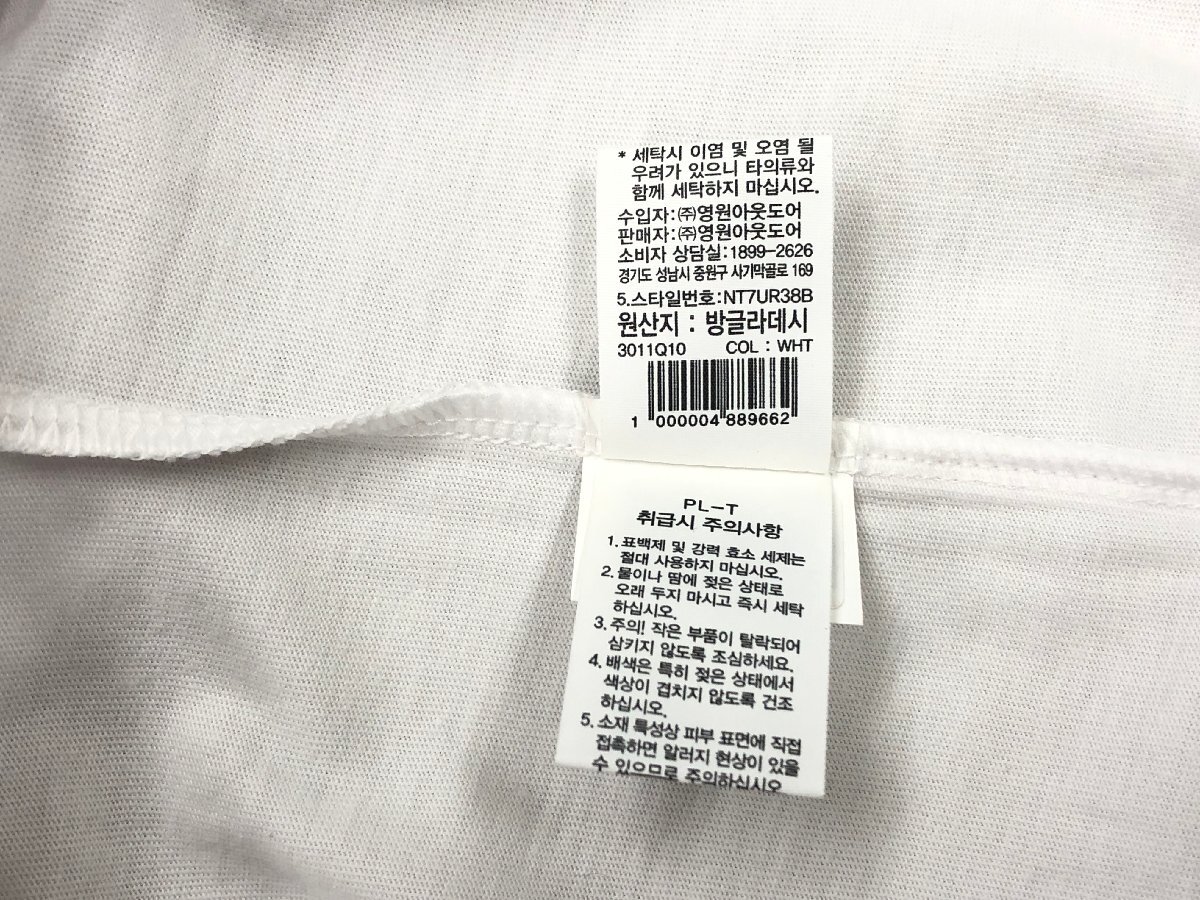 * 세탁시 이염 및 오염 될
우려가 있으니 타의류와
함께 세탁하지 마십시오.
수입자:㈜영원아웃도어
판매자:㈜영원아웃도어
소비자 상담실:1899-2626
경기도 성남시 중원구 사기막골로 169
5.스타일번호:NT7UR38B
원산지 : 방글라데시
3011Q10 COL : WHT
1 000004 889662
PL-T
취급시 주의사항
1. 표백제 및 강력 효소 세제는
절대 사용하지 마십시오.
2. 물이나 땀에 젖은 상태로
오래 두지 마시고 즉시 세탁
하십시오.
3. 주의! 작은 부품이 탈락되어
삼키지 않도록 조심하세요.
4. 배색은 특히 젖은 상태에서
색상이 겹치지 않도록 건조
하십시오.
5. 소재 특성상 피부 표면에 직접
접촉하면 알러지 현상이 있을
수 있으므로 주의하십시오